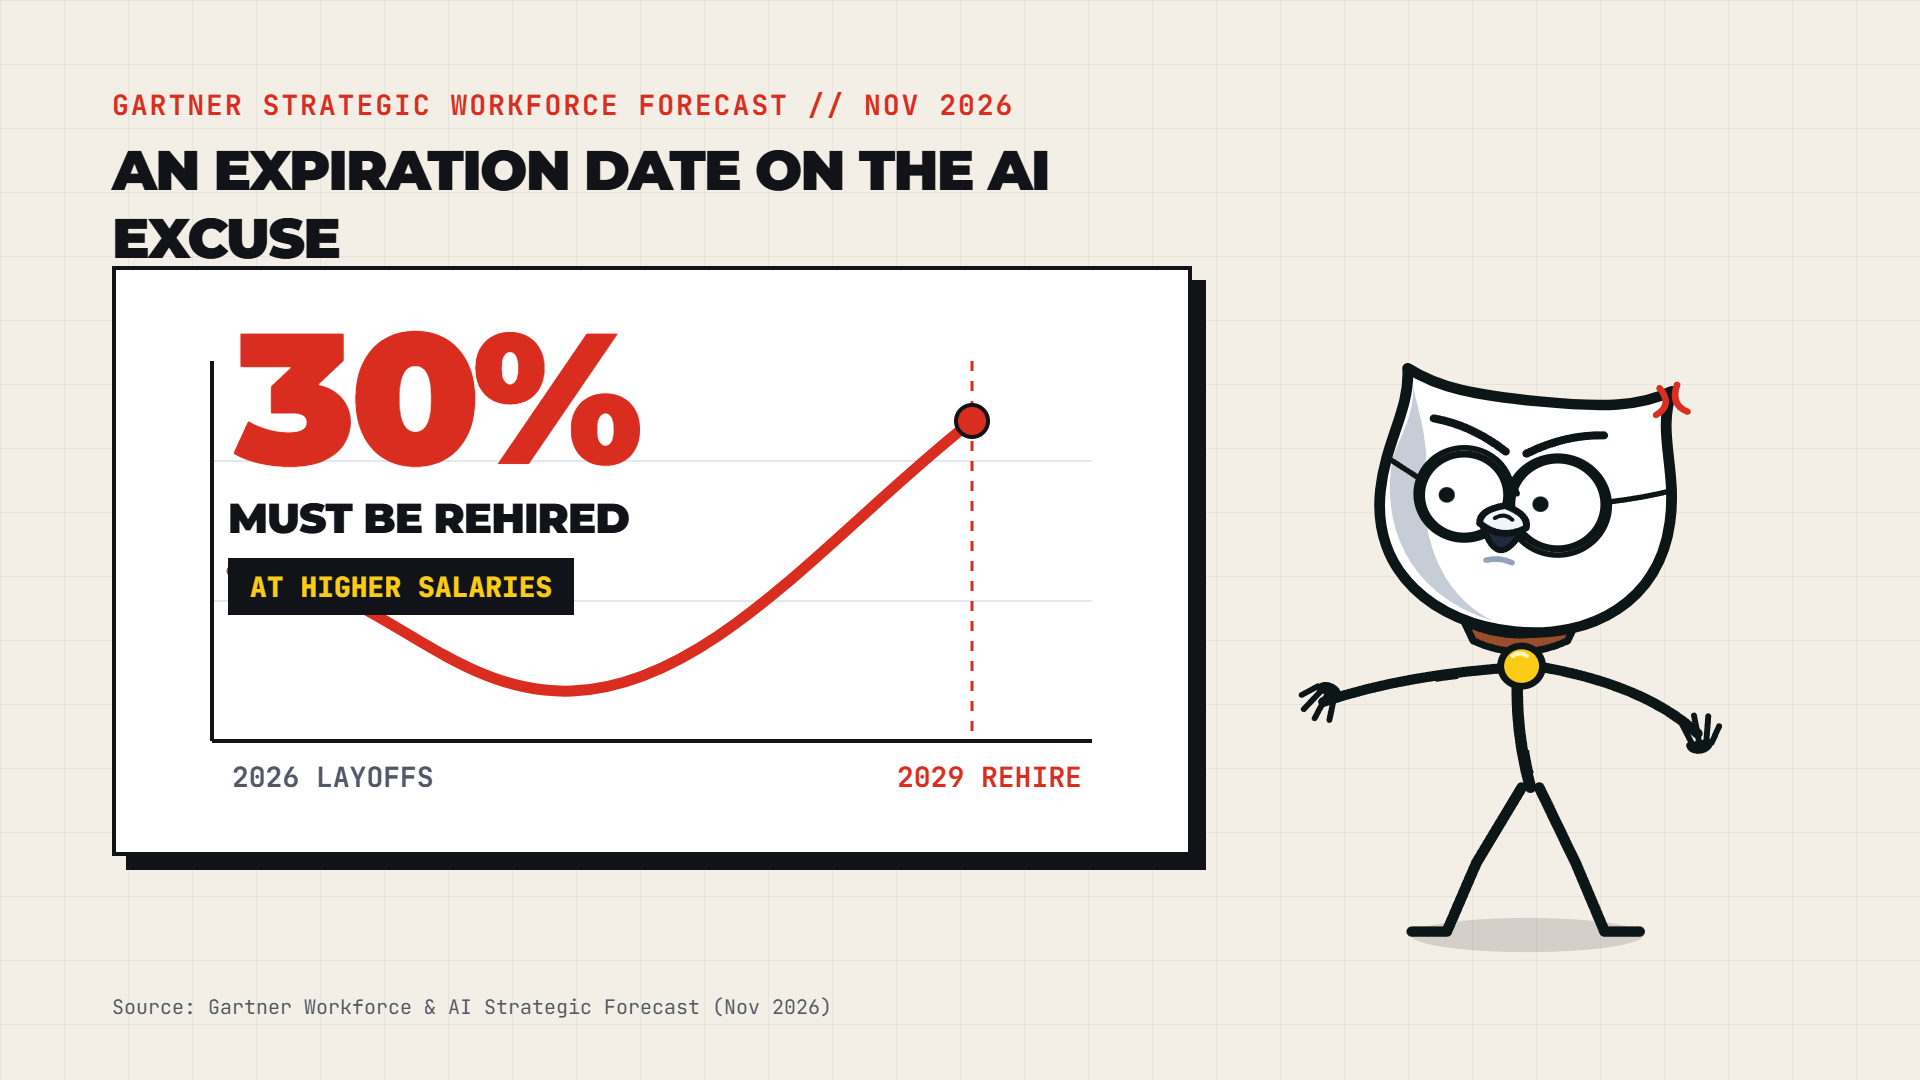 GARTNER STRATEGIC WORKFORCE FORECAST // NOV 2026
AN EXPIRATION DATE ON THE AI
EXCUSE
30%
MUST BE REHIRED
AT HIGHER SALARIES
2026 LAYOFFS
2029 REHIRE
Source: Gartner Workforce & AI Strategic Forecast (Nov 2026)